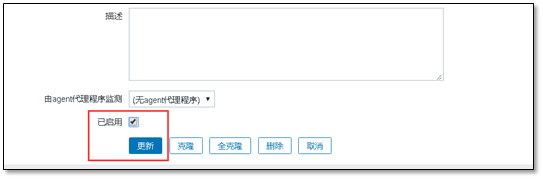 描述
由agent代理程序监测 (无agent代理程序)
已启用
更新 克隆 全克隆 删除 取消